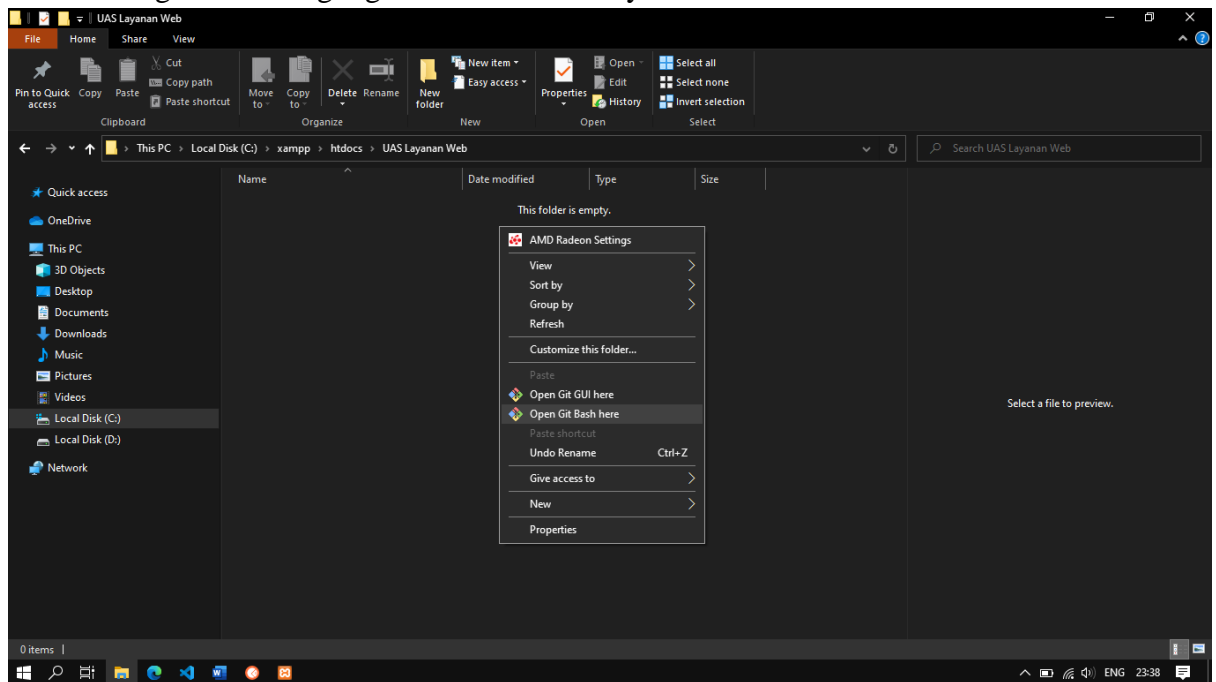 UAS Layanan Web
File Home Share View
Pin to Quick access
Copy
Paste
Cut
Copy path
Paste shortcut
Clipboard
Move to
Copy to
Delete
Rename
Organize
New folder
New item
Easy access
New
Properties
Open
Edit
History
Open
Select all
Select none
Invert selection
Select
This PC > Local Disk (C:) > xampp > htdocs > UAS Layanan Web
Search UAS Layanan Web
Name Date modified Type Size
This folder is empty.
Quick access
OneDrive
This PC
3D Objects
Desktop
Documents
Downloads
Music
Pictures
Videos
Local Disk (C:)
Local Disk (D:)
Network
AMD Radeon Settings
View
Sort by
Group by
Refresh
Customize this folder...
Paste
Open Git GUI here
Open Git Bash here
Paste shortcut
Undo Rename Ctrl+Z
Give access to
New
Properties
Select a file to preview.
0 items
ENG 23:38